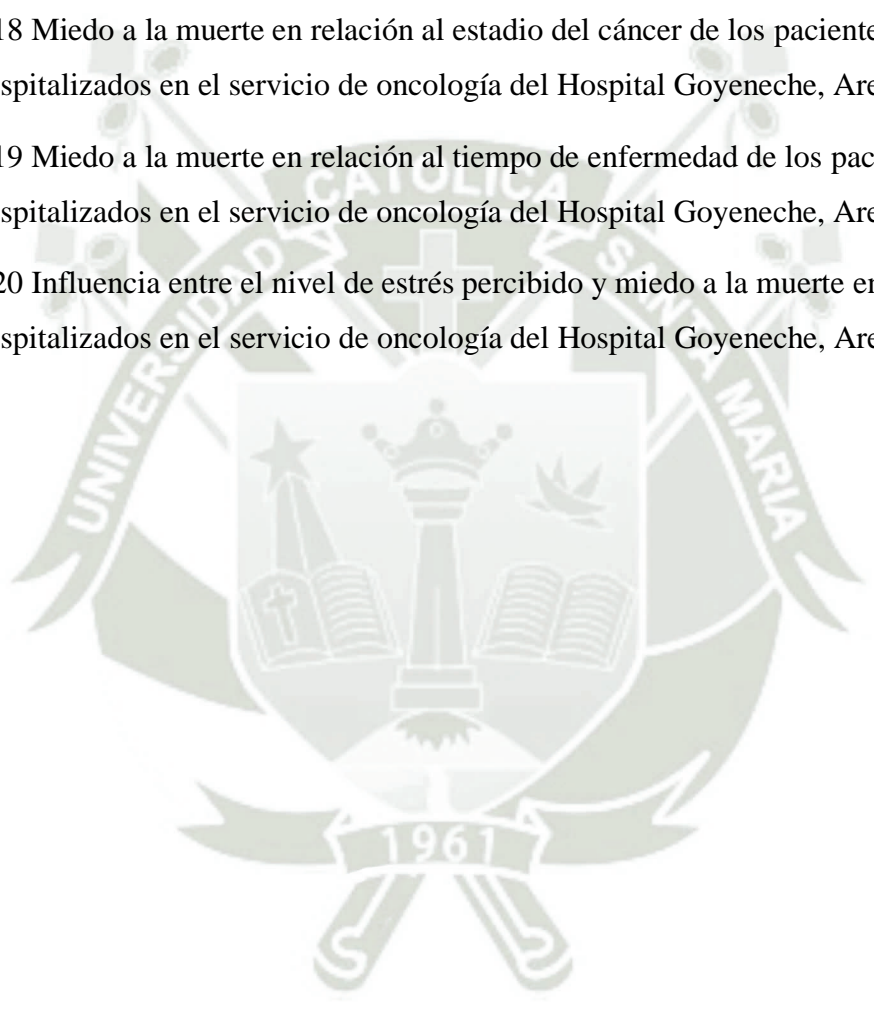 18 Miedo a la muerte en relación al estadio del cáncer de los paciente
spitalizados en el servicio de oncología del Hospital Goyeneche, Are
19 Miedo a la muerte en relación al tiempo de enfermedad de los pac
spitalizados en el servicio de oncología del Hospital Goyeneche, Are
20 Influencia entre el nivel de estrés percibido y miedo a la muerte en
spitalizados en el servicio de oncología del Hospital Goyeneche, Are
UNIVERSIDAD CATOLICA SANTA MARIA
1961